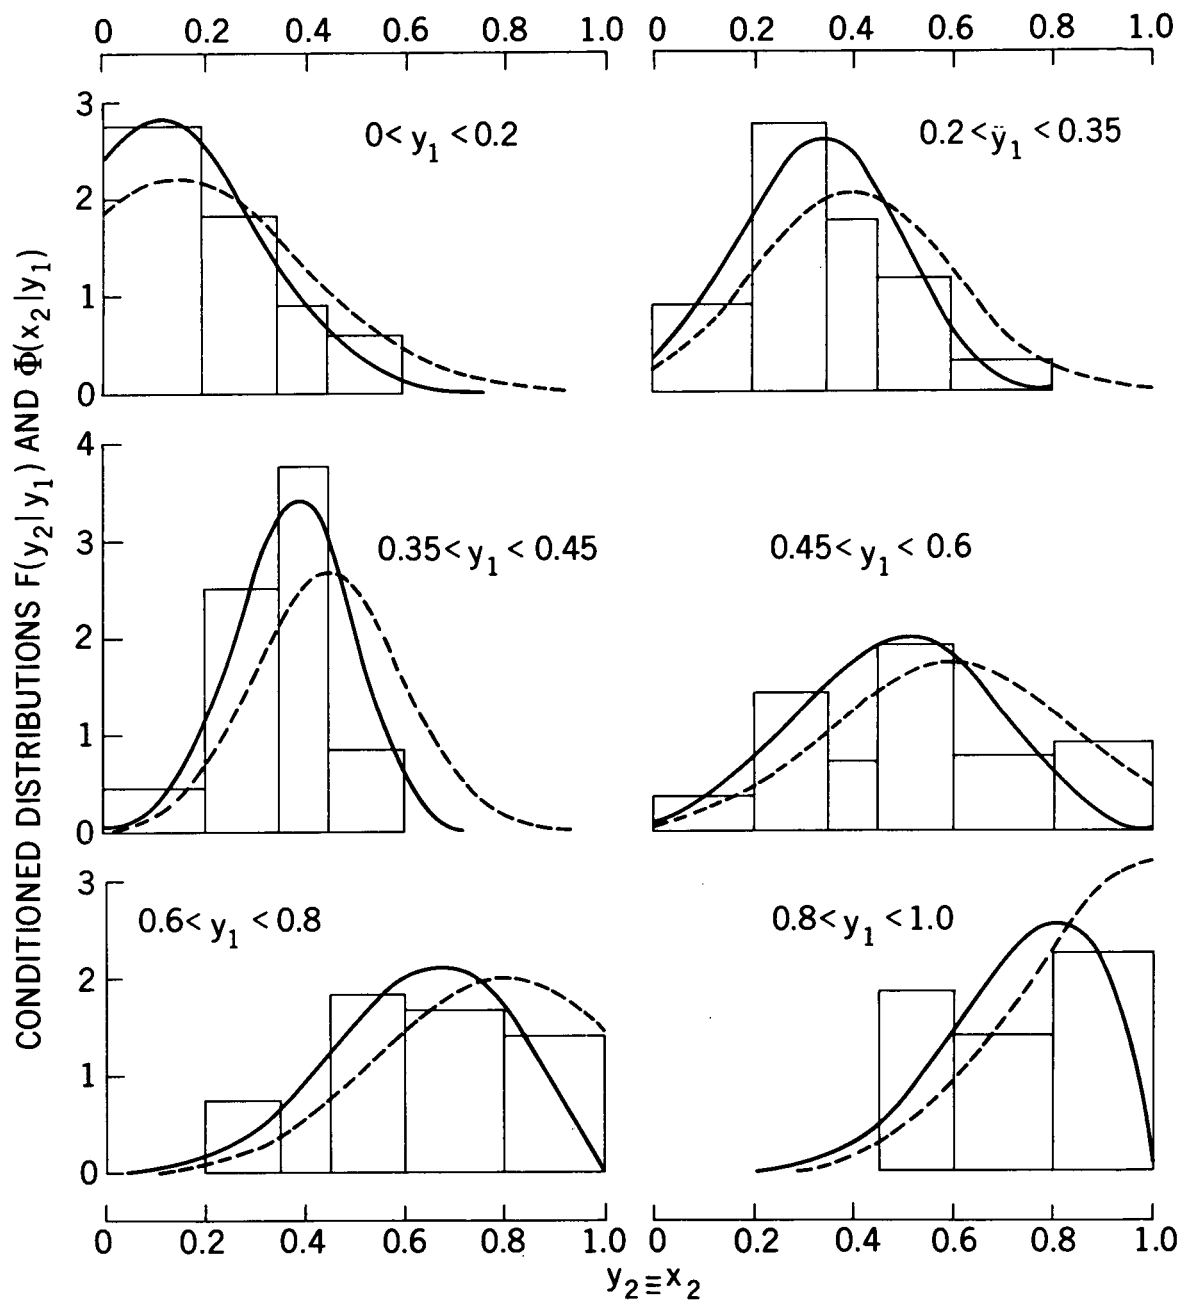 0 0.2 0.4 0.6 0.8 1.0
0 0.2 0.4 0.6 0.8 1.0
CONDITIONED DISTRIBUTIONS F(y₂|y₁) AND Φ(x₂|y₁)
3
2
1
0
0< y₁ <0.2
0.2 <ÿ₁ <0.35
4
3
2
1
0
0.35< y₁ < 0.45
0.45< y₁ < 0.6
3
2
1
0
0.6< y₁ <0.8
0.8< y₁ <1.0
0 0.2 0.4 0.6 0.8 1.0
0 0.2 0.4 0.6 0.8 1.0
y₂≡x₂